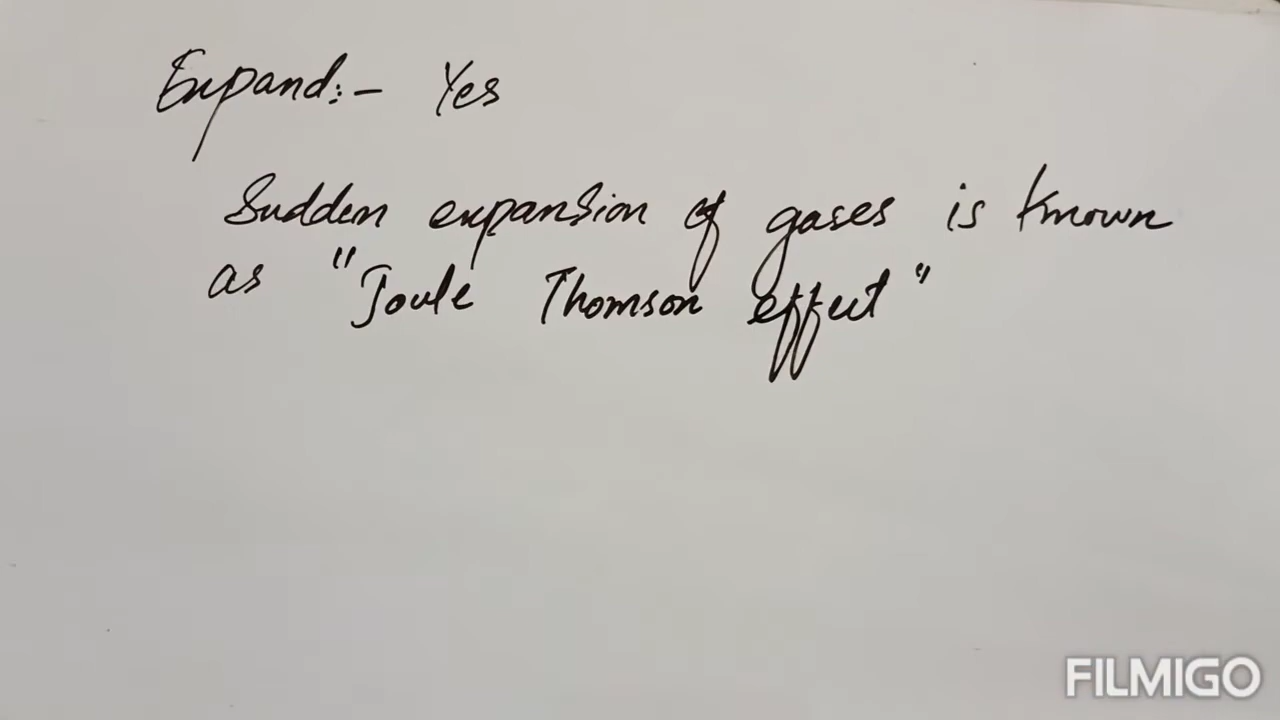 Expand:- Yes
Sudden expansion of gases is known
as "Joule Thomson effect"
FILMIGO